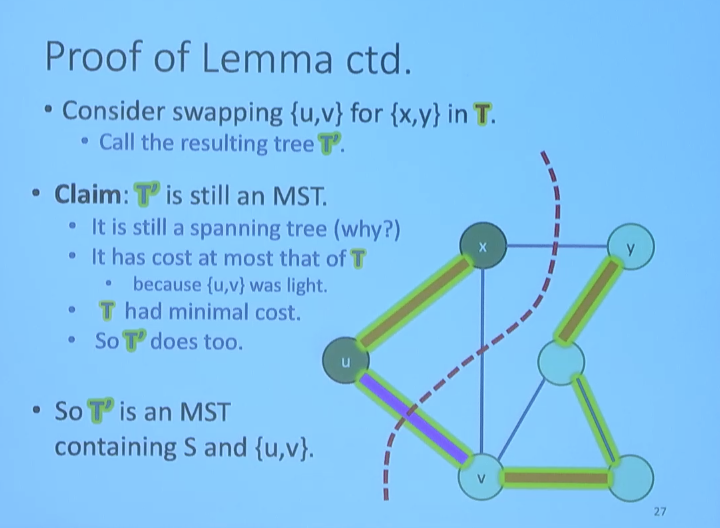 Proof of Lemma ctd.
• Consider swapping {u,v} for {x,y} in T.
• Call the resulting tree T’.
• Claim: T’ is still an MST.
• It is still a spanning tree (why?)
• It has cost at most that of T
• because {u,v} was light.
• T had minimal cost.
• So T’ does too.
• So T’ is an MST
containing S and {u,v}.
x
y
u
v
27